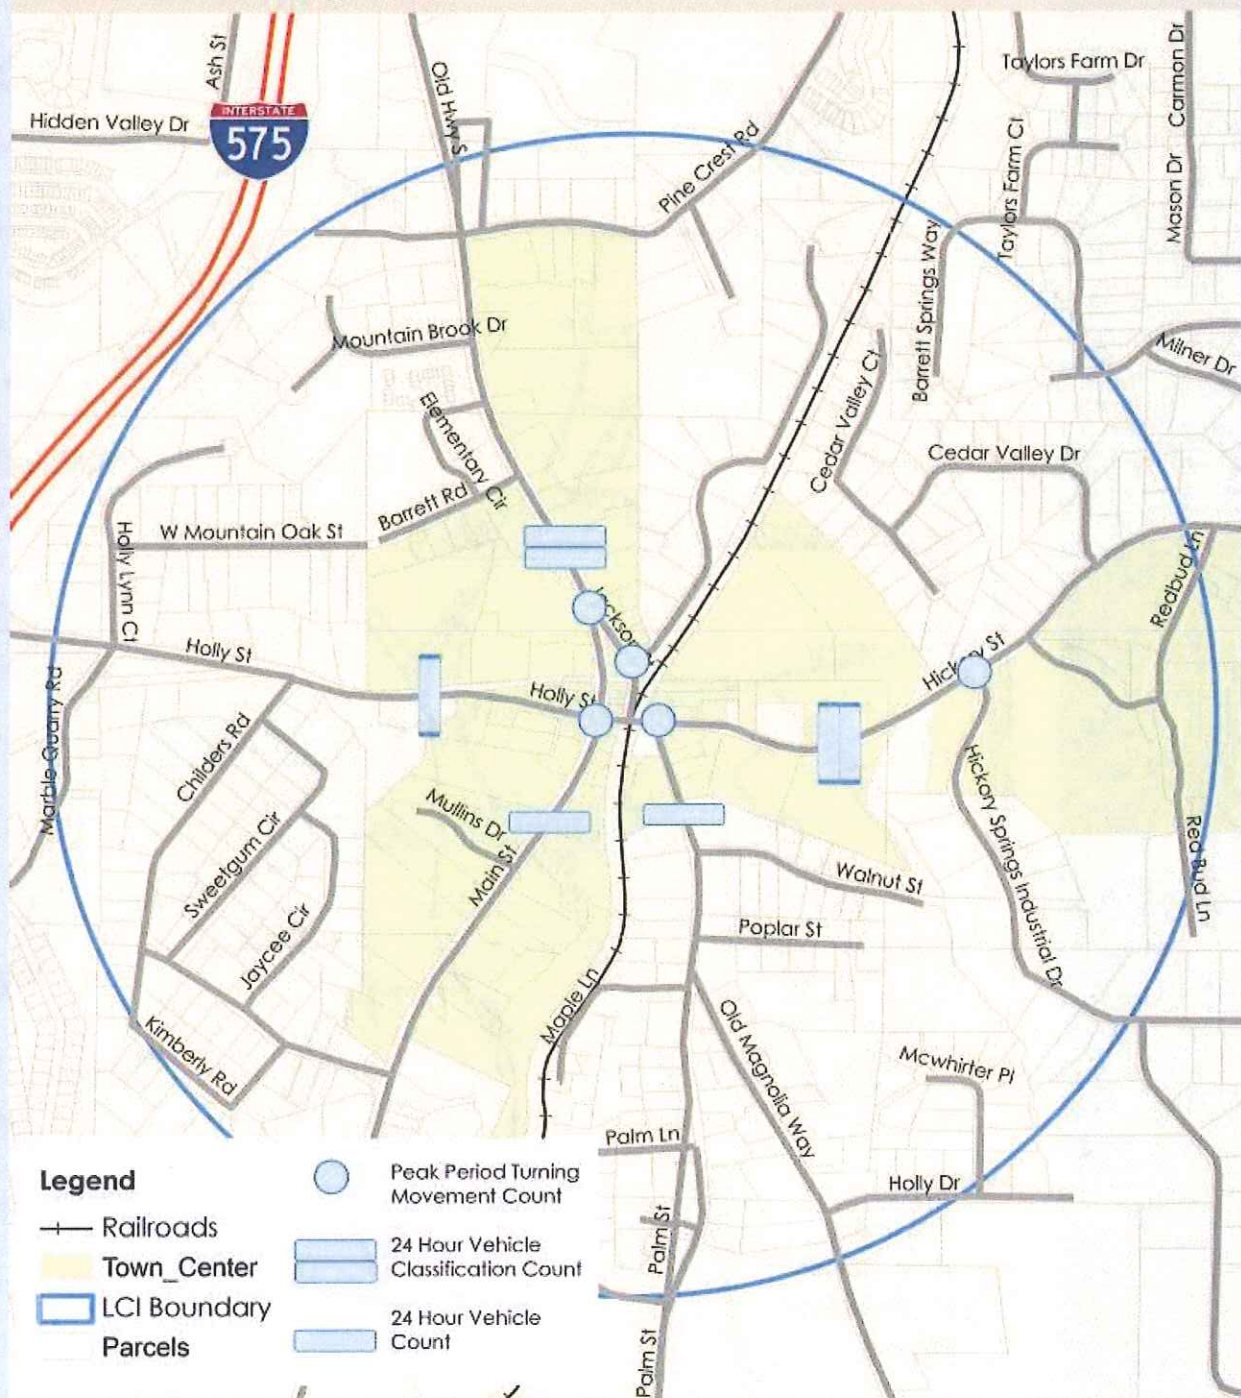 Ash St
Hidden Valley Dr
INTERSTATE
575
Old Hwy 5
Pine Crest Rd
Taylors Farm Dr
Carman Dr
Mason Dr
Taylors Farm Ct
Barrett Springs Way
Milner Dr
Mountain Brook Dr
Elementary Cir
Barrett Rd
Cedar Valley Ct
Cedar Valley Dr
W Mountain Oak St
Holly Lynn Ct
Redbud Ln
Jackson
Holly St
Holly St
Hickory St
Marble Quarry Rd
Childers Rd
Sweetgum Cir
Jaycee Cir
Mullins Dr
Main St
Hickory Springs Industrial Dr
Red Bud Ln
Walnut St
Poplar St
Maple Ln
Old Magnolia Way
Kimberly Rd
Mcwhirter Pl
Palm Ln
Holly Dr
Palm St
Palm St
Legend
Railroads
Town_Center
LCI Boundary
Parcels
Peak Period Turning
Movement Count
24 Hour Vehicle
Classification Count
24 Hour Vehicle
Count